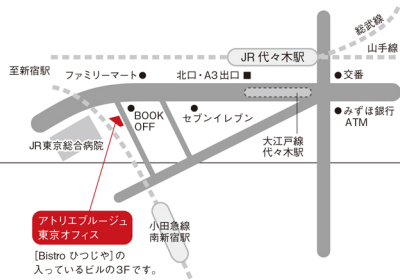 総武線
JR 代々木駅
山手線
至新宿駅
ファミリーマート
北口・A3出口
交番
BOOK
OFF
セブンイレブン
みずほ銀行
ATM
JR東京総合病院
大江戸線
代々木駅
アトリエブルージュ
東京オフィス
小田急線
南新宿駅
[Bistro ひつじや]の
入っているビルの3Fです。